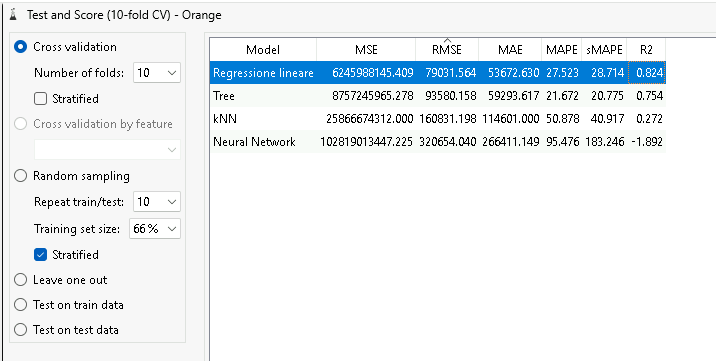 Test and Score (10-fold CV) - Orange
Cross validation
Number of folds: 10
Stratified
Cross validation by feature
Random sampling
Repeat train/test: 10
Training set size: 66%
Stratified
Leave one out
Test on train data
Test on test data
Model MSE RMSE MAE MAPE sMAPE R2
Regressione lineare 6245988145.409 79031.564 53672.630 27.523 28.714 0.824
Tree 8757245965.278 93580.158 59293.617 21.672 20.775 0.754
kNN 25866674312.000 160831.198 114601.000 50.878 40.917 0.272
Neural Network 102819013447.225 320654.040 266411.149 95.476 183.246 -1.892